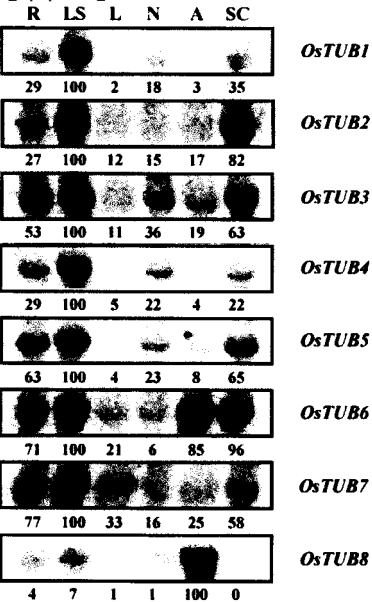 R LS L N A SC
OsTUB1
29 100 2 18 3 35
OsTUB2
27 100 12 15 17 82
OsTUB3
53 100 11 36 19 63
OsTUB4
29 100 5 22 4 22
OsTUB5
63 100 4 23 8 65
OsTUB6
71 100 21 6 85 96
OsTUB7
77 100 33 16 25 58
OsTUB8
4 7 1 1 100 0